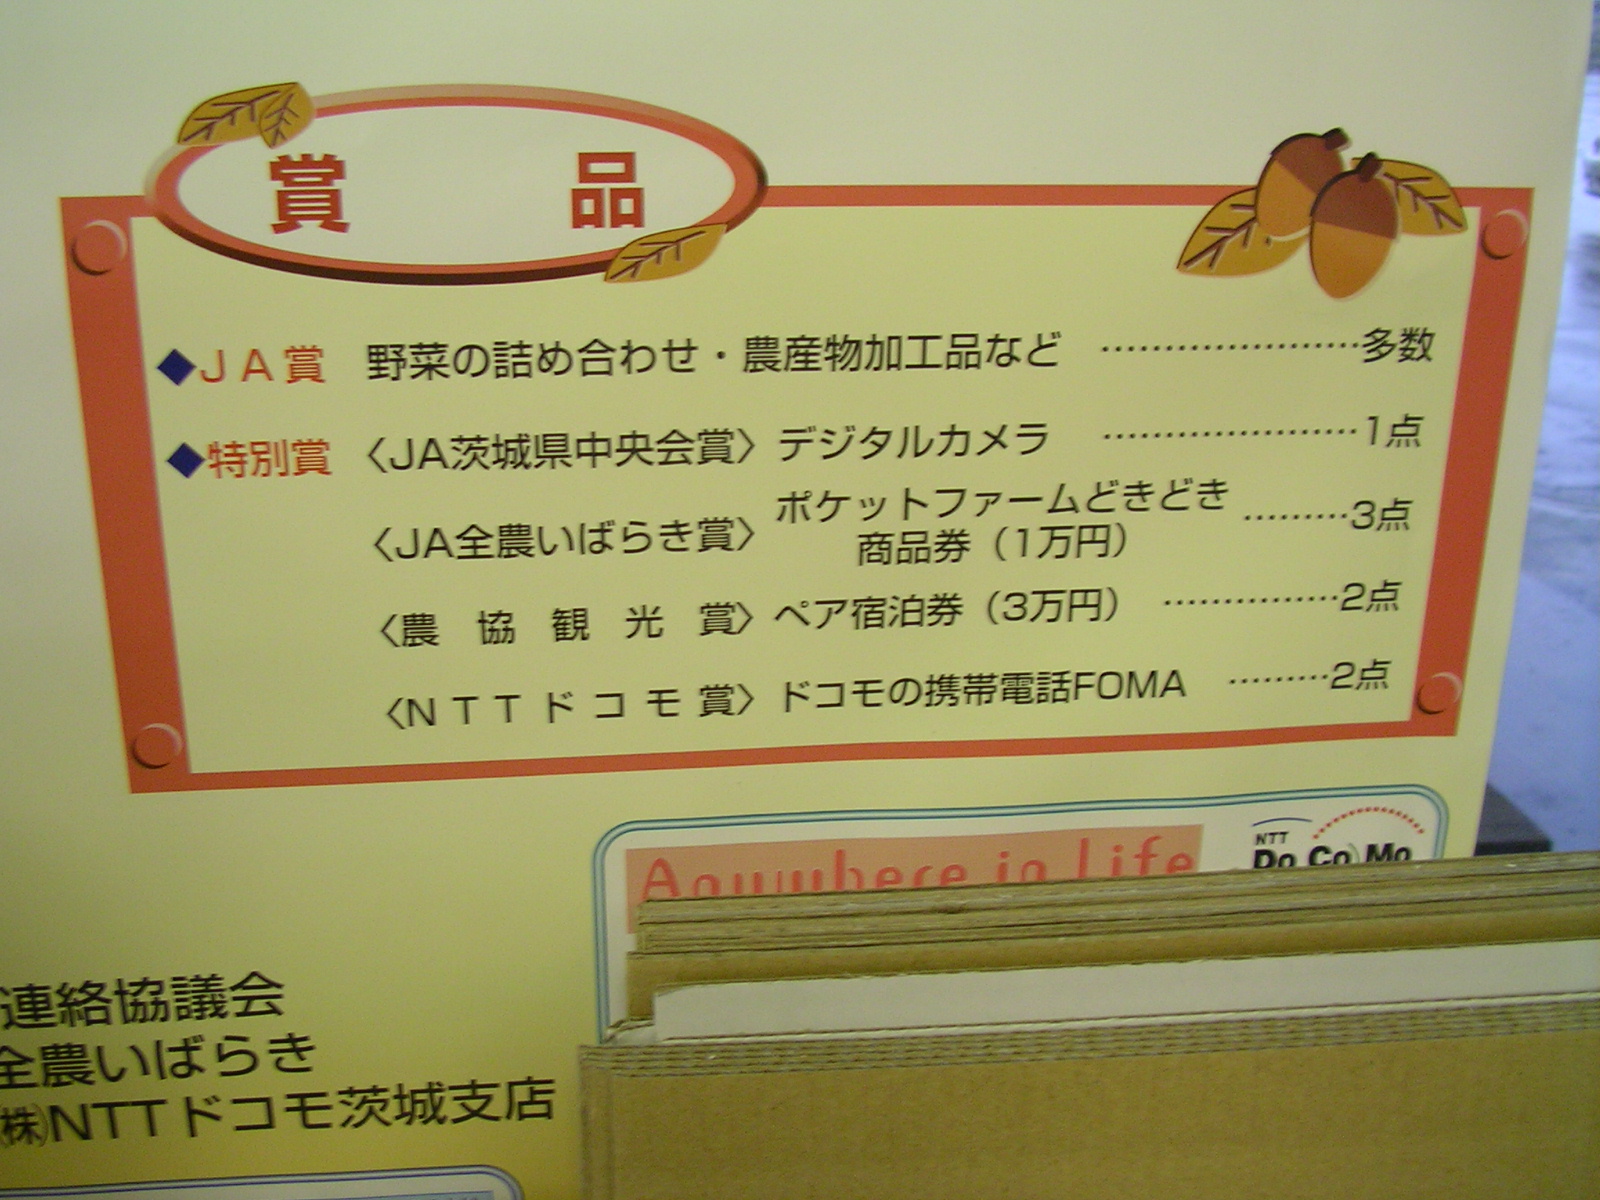 賞品
◆JA賞 野菜の詰め合わせ・農産物加工品など ……………………多数
◆特別賞 〈JA茨城県中央会賞〉デジタルカメラ ……………………1点
〈JA全農いばらき賞〉ポケットファームどきどき
商品券（1万円） ………3点
〈農協観光賞〉ペア宿泊券（3万円） ……………2点
〈NTTドコモ賞〉ドコモの携帯電話FOMA ………2点
Anywhere in Life
NTT
DoCoMo
連絡協議会
全農いばらき
㈱NTTドコモ茨城支店